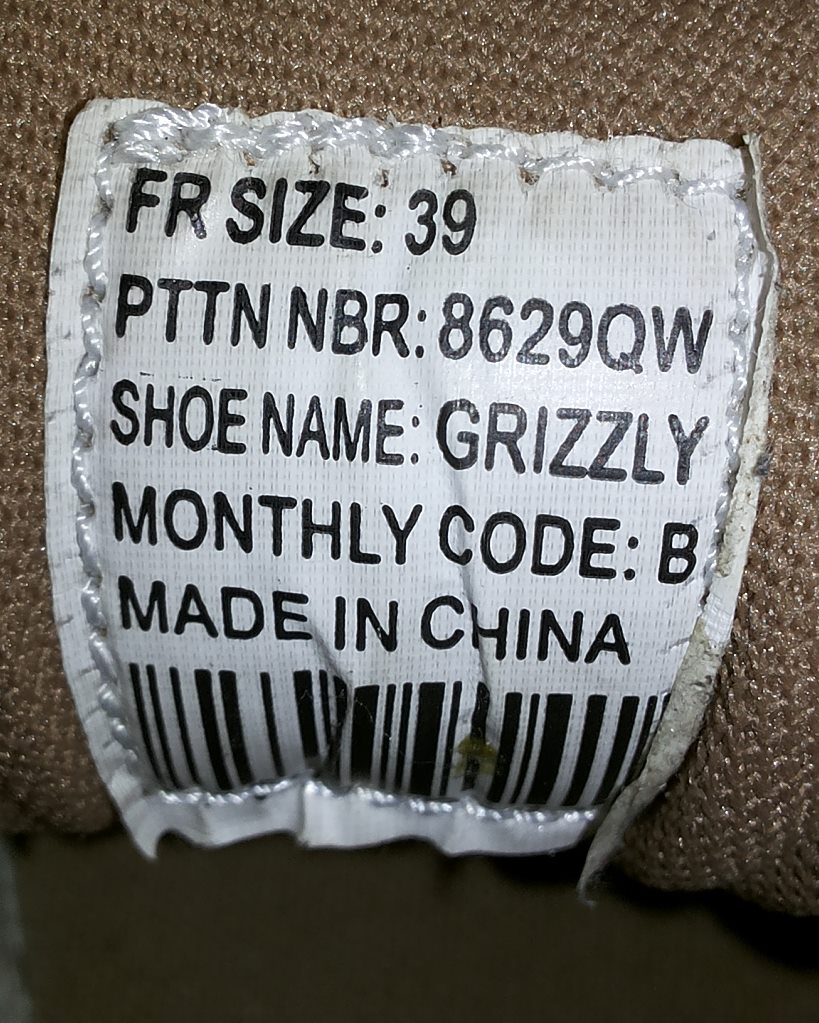 FR SIZE: 39
PTTN NBR: 8629QW
SHOE NAME: GRIZZLY
MONTHLY CODE: B
MADE IN CHINA